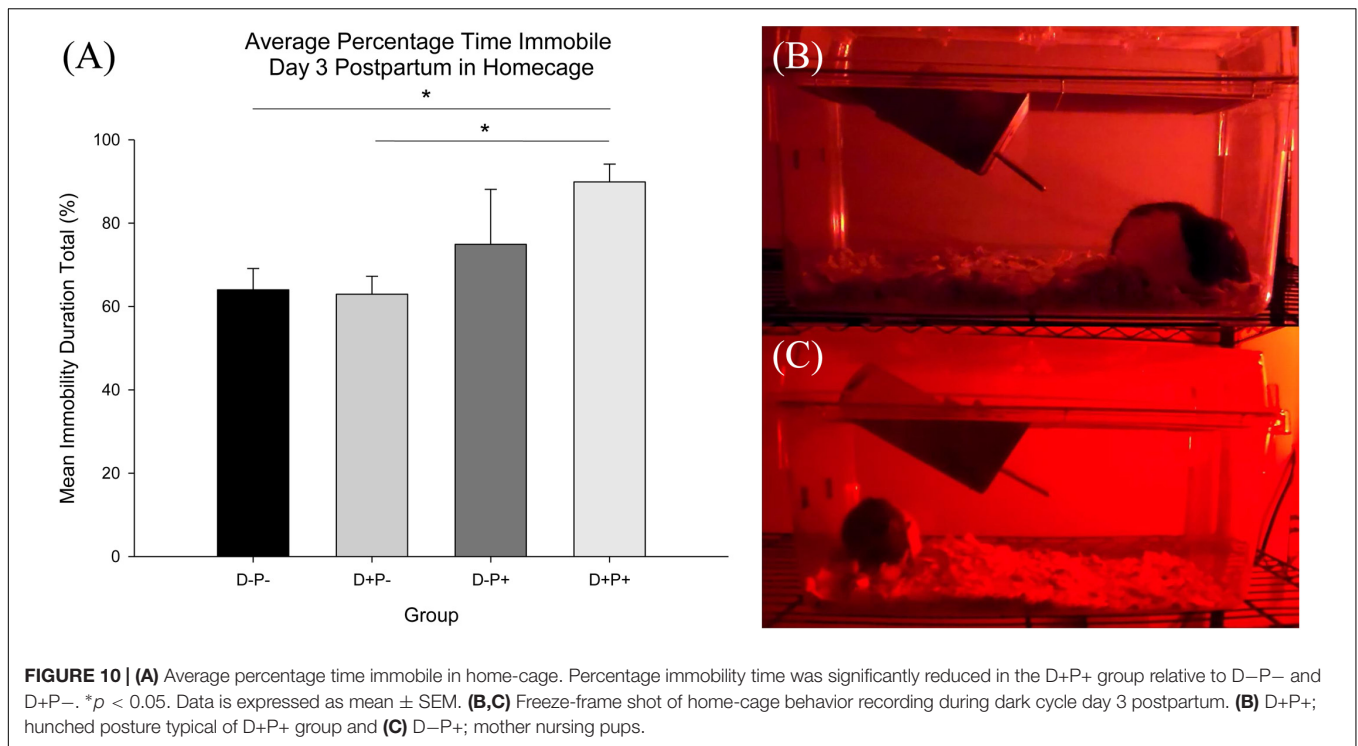 (A)
Average Percentage Time Immobile
Day 3 Postpartum in Homecage
*
*
Mean Immobility Duration Total (%)
100
80
60
40
20
0
D-P-
D+P-
D-P+
D+P+
Group
(B)
(C)
FIGURE 10 | (A) Average percentage time immobile in home-cage. Percentage immobility time was significantly reduced in the D+P+ group relative to D−P− and
D+P−. *p < 0.05. Data is expressed as mean ± SEM. (B,C) Freeze-frame shot of home-cage behavior recording during dark cycle day 3 postpartum. (B) D+P+;
hunched posture typical of D+P+ group and (C) D−P+; mother nursing pups.